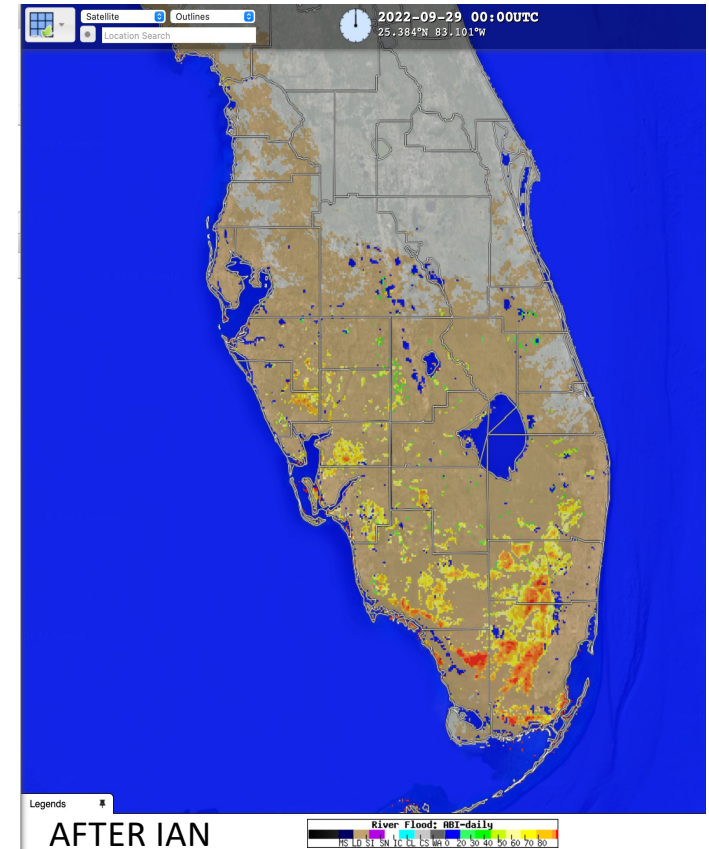 Satellite Outlines 2022-09-29 00:00UTC
Location Search 25.384°N 83.101°W
Legends
AFTER IAN
River Flood: ABI-daily
MS LD SI SN IC CL CS WA 0 20 30 40 50 60 70 80